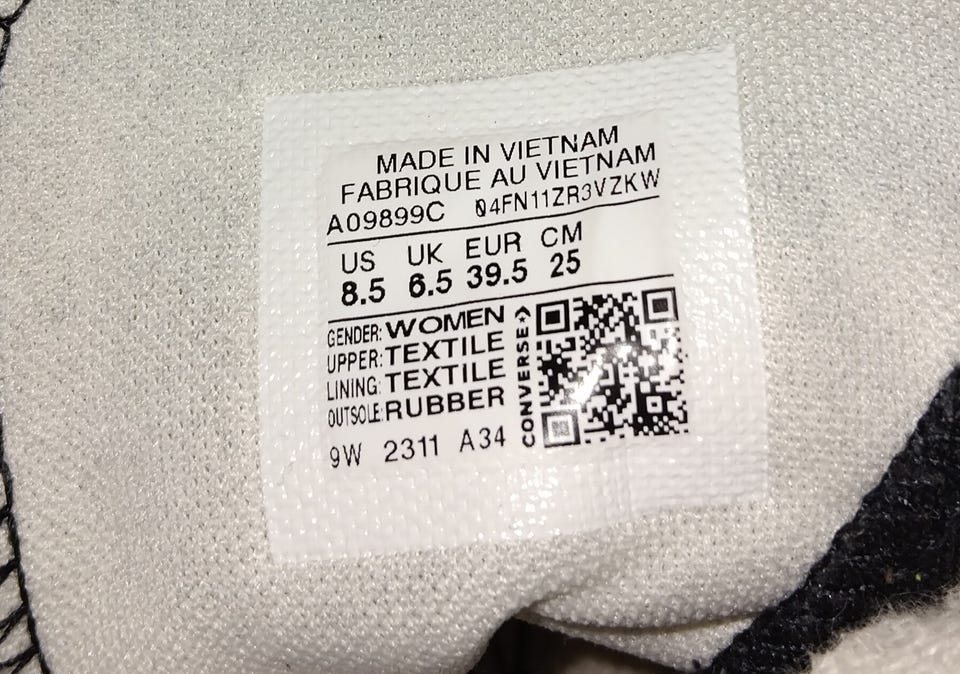 MADE IN VIETNAM
FABRIQUE AU VIETNAM
A09899C 04FN11ZR3VZKW
US UK EUR CM
8.5 6.5 39.5 25
GENDER: WOMEN
UPPER: TEXTILE
LINING: TEXTILE
OUTSOLE: RUBBER
CONVERSE
9W 2311 A34